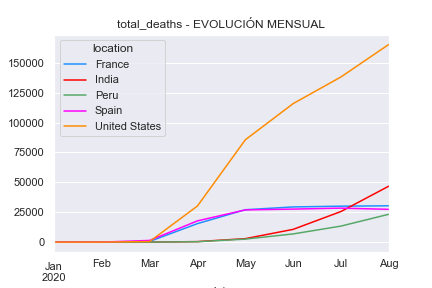 total_deaths - EVOLUCIÓN MENSUAL
location
France
India
Peru
Spain
United States
150000
125000
100000
75000
50000
25000
0
Jan Feb Mar Apr May Jun Jul Aug
2020